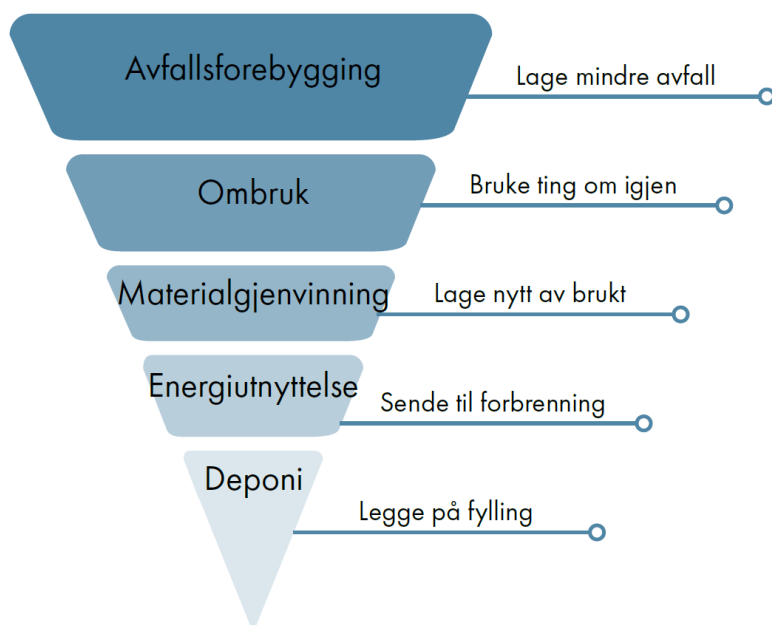 Avfallsforebygging
Lage mindre avfall
Ombruk
Bruke ting om igjen
Materialgjenvinning
Lage nytt av brukt
Energiutnyttelse
Sende til forbrenning
Deponi
Legge på fylling